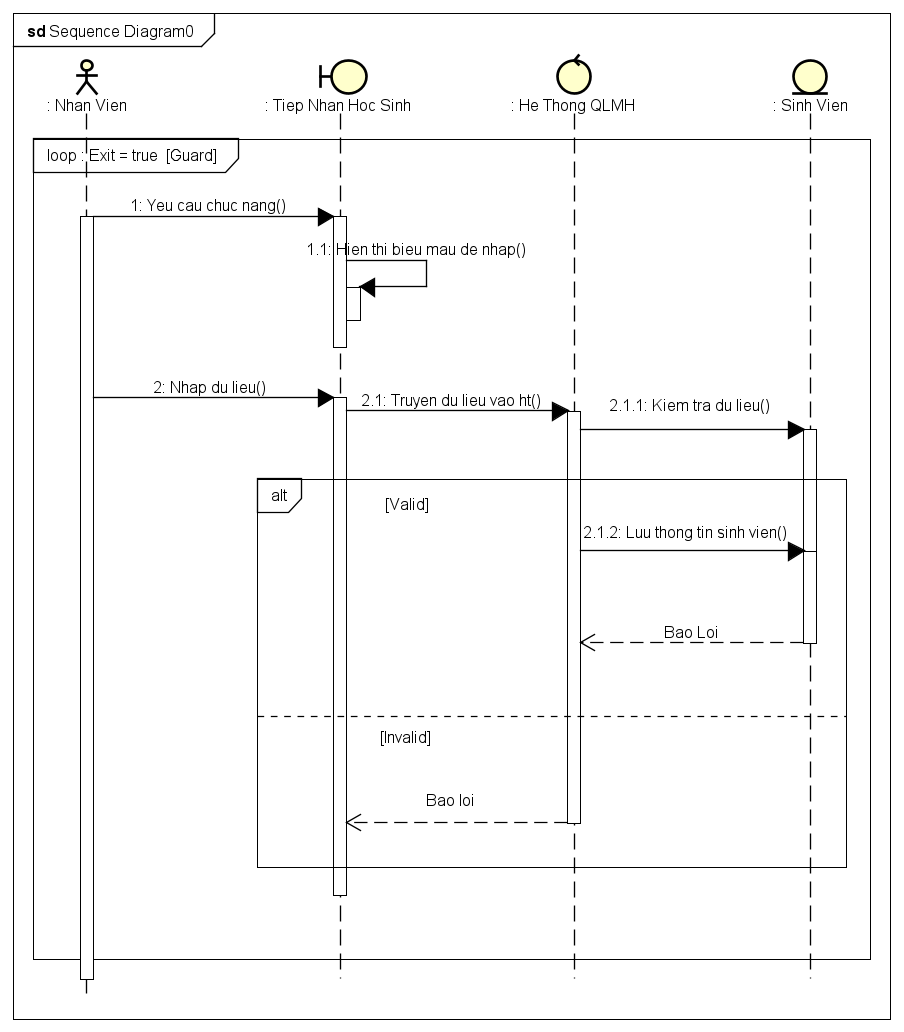 sd Sequence Diagram0
: Nhan Vien
: Tiep Nhan Hoc Sinh
: He Thong QLMH
: Sinh Vien
loop : Exit = true [Guard]
1: Yeu cau chuc nang()
1.1: Hien thi bieu mau de nhap()
2: Nhap du lieu()
2.1: Truyen du lieu vao ht()
2.1.1: Kiem tra du lieu()
alt
[Valid]
2.1.2: Luu thong tin sinh vien()
Bao Loi
[Invalid]
Bao loi